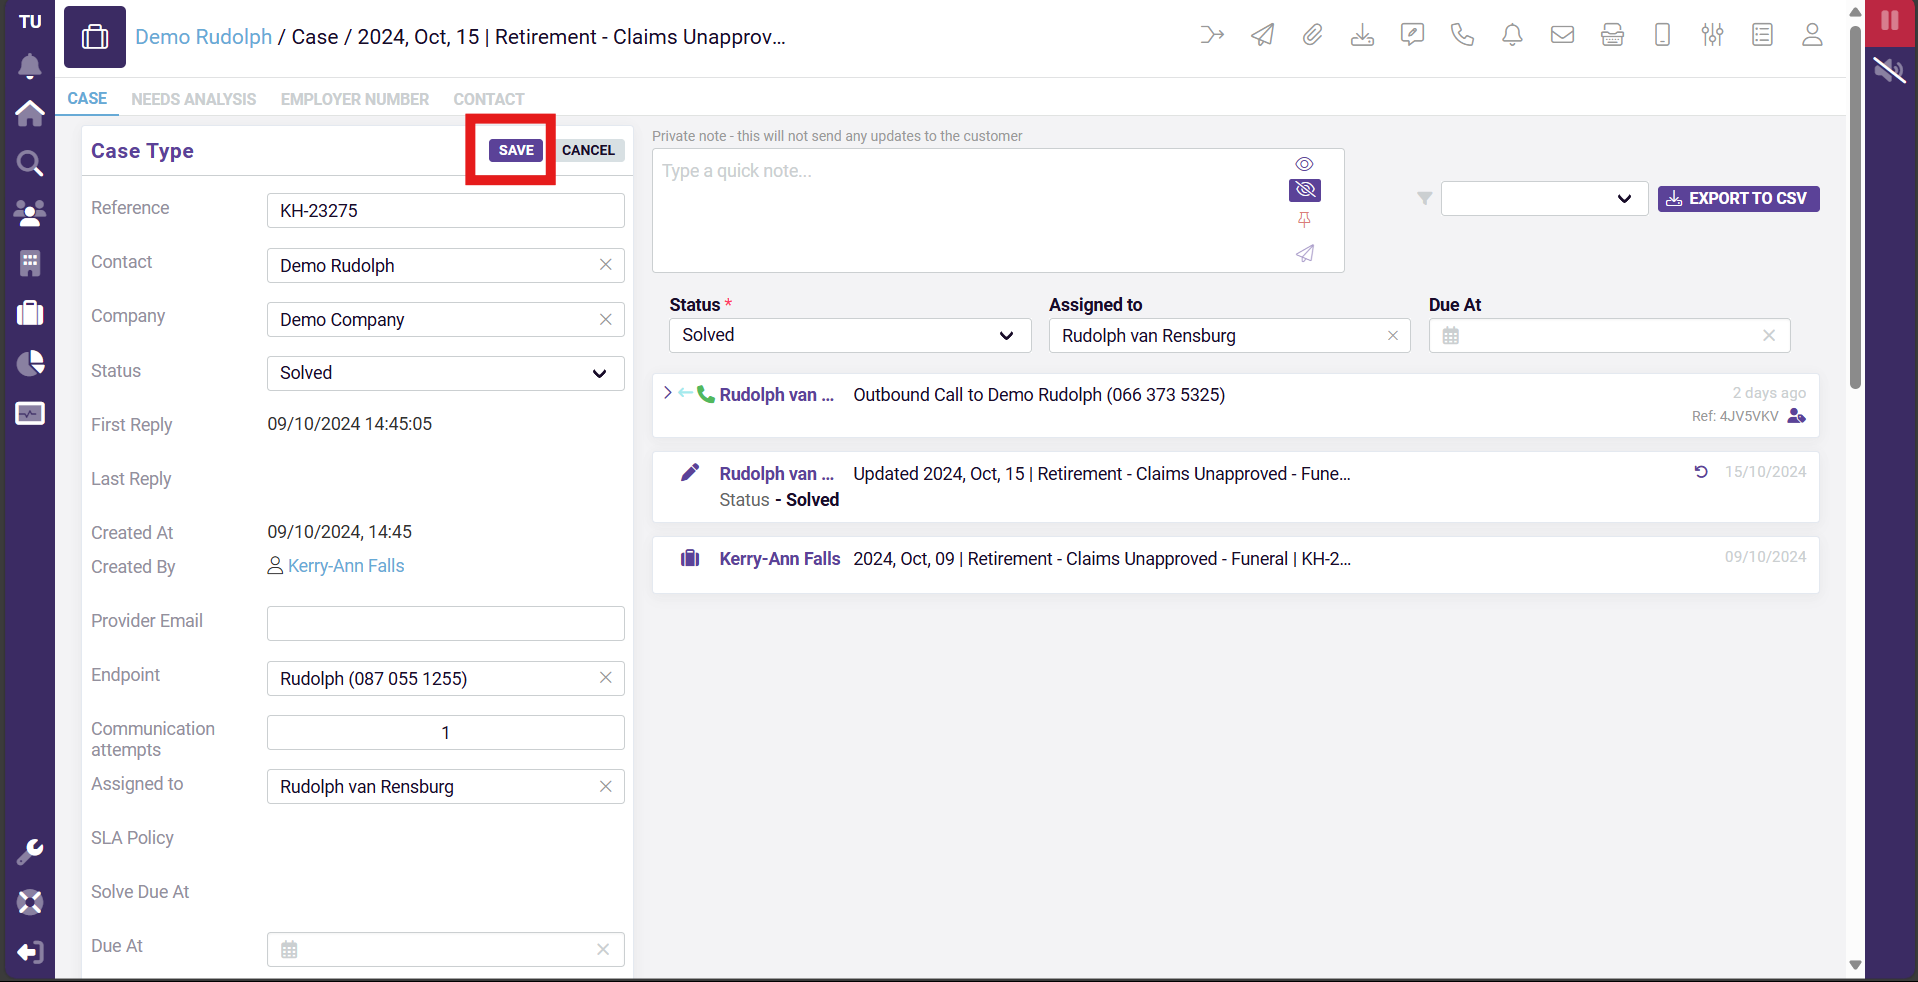 TU
Demo Rudolph / Case / 2024, Oct, 15 | Retirement - Claims Unapprov...
CASE NEEDS ANALYSIS EMPLOYER NUMBER CONTACT
Case Type SAVE CANCEL
Reference KH-23275
Contact Demo Rudolph
Company Demo Company
Status Solved
First Reply 09/10/2024 14:45:05
Last Reply
Created At 09/10/2024, 14:45
Created By Kerry-Ann Falls
Provider Email
Endpoint Rudolph (087 055 1255)
Communication attempts 1
Assigned to Rudolph van Rensburg
SLA Policy
Solve Due At
Due At
Private note - this will not send any updates to the customer
Type a quick note...
EXPORT TO CSV
Status * Assigned to Due At
Solved Rudolph van Rensburg
Rudolph van ... Outbound Call to Demo Rudolph (066 373 5325) 2 days ago
Ref: 4JV5VKV
Rudolph van ... Updated 2024, Oct, 15 | Retirement - Claims Unapproved - Fune... 15/10/2024
Status - Solved
Kerry-Ann Falls 2024, Oct, 09 | Retirement - Claims Unapproved - Funeral | KH-2... 09/10/2024